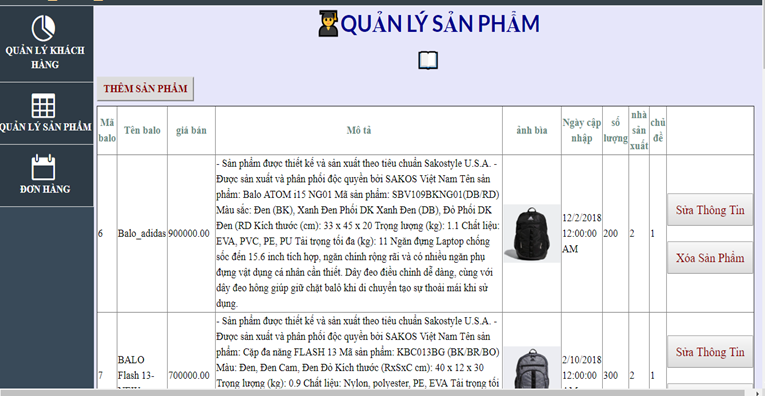 QUẢN LÝ SẢN PHẨM
QUẢN LÝ KHÁCH
HÀNG
QUẢN LÝ SẢN PHẨM
ĐƠN HÀNG
THÊM SẢN PHẨM
Mã balo Tên balo giá bán Mô tả ảnh bìa Ngày cập nhập số lượng nhà sản xuất chủ đề
6 Balo_adidas 900000.00
- Sản phẩm được thiết kế và sản xuất theo tiêu chuẩn Sakostyle U.S.A. -
Được sản xuất và phân phối độc quyền bởi SAKOS Việt Nam Tên sản
phẩm: Balo ATOM i15 NG01 Mã sản phẩm: SBV109BKNG01(DB/RD)
Màu sắc: Đen (BK), Xanh Đen Phối DK Xanh Đen (DB), Đỏ Phối DK
Đen (RD Kích thước (cm): 33 x 45 x 20 Trọng lượng (kg): 1.1 Chất liệu:
EVA, PVC, PE, PU Tải trọng tối đa (kg): 11 Ngăn đựng Laptop chống
sốc đến 15.6 inch tích hợp, ngăn chính rộng rãi và có nhiều ngăn phụ
đựng vật dụng cá nhân cần thiết. Dây đeo điều chỉnh dễ dàng, cùng với
dây đeo hông giúp giữ chặt balô khi di chuyển tạo sự thoải mái khi sử
dụng.
12/2/2018
12:00:00
AM
200 2 1
Sửa Thông Tin
Xóa Sản Phẩm
7
BALO
Flash 13-
700000.00
- Sản phẩm được thiết kế và sản xuất theo tiêu chuẩn Sakostyle U.S.A. -
Được sản xuất và phân phối độc quyền bởi SAKOS Việt Nam Tên sản
phẩm: Cặp đa năng FLASH 13 Mã sản phẩm: KBC013BG (BK/BR/BO)
Màu: Đen, Đen Cam, Đen Đỏ Kích thước (RxSxC cm): 40 x 12 x 30
Trọng lượng (kg): 0.9 Chất liệu: Nylon, polyester, PE, EVA Tải trọng tối
2/10/2018
12:00:00
300 2 1
Sửa Thông Tin